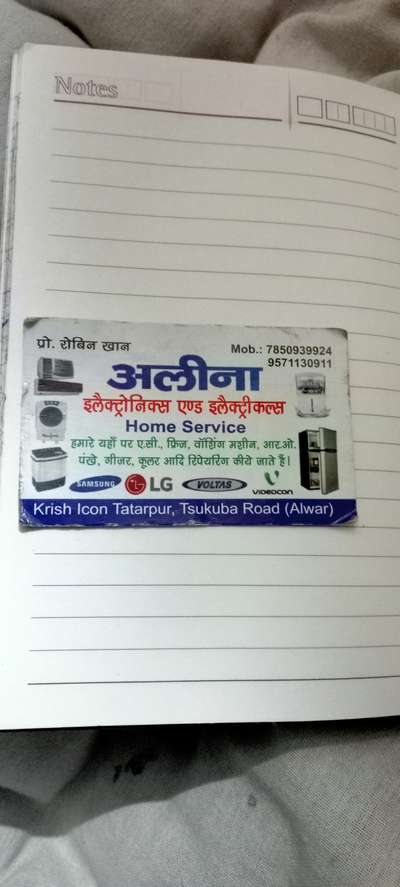 Notes
प्रो. रोबिन खान
Mob.: 7850939924
9571130911
अलीना
इलैक्ट्रोनिक्स एण्ड इलैक्ट्रीकल्स
Home Service
हमारे यहाँ पर ए.सी., फ्रिज, वॉशिंग मशीन, आर.ओ.
पंखे, गीजर, कूलर आदि रिपेयरिंग कीये जाते हैं।
SAMSUNG LG VOLTAS VIDEOCON
Krish Icon Tatarpur, Tsukuba Road (Alwar)